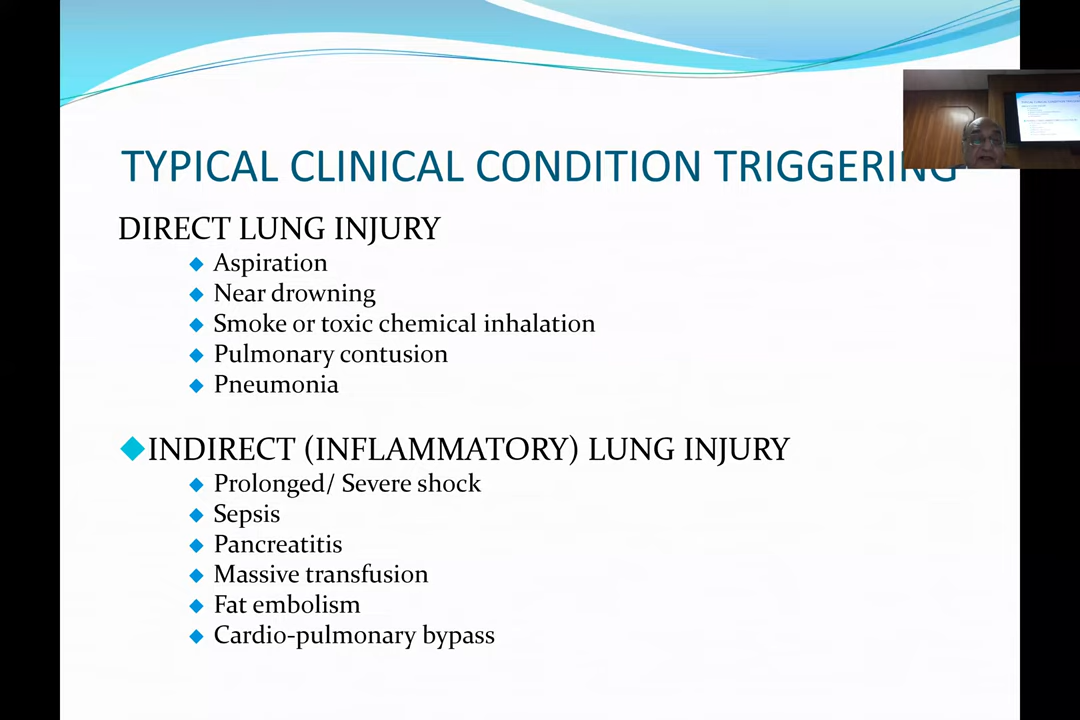 TYPICAL CLINICAL CONDITION TRIGGERING
DIRECT LUNG INJURY
Aspiration
Near drowning
Smoke or toxic chemical inhalation
Pulmonary contusion
Pneumonia
INDIRECT (INFLAMMATORY) LUNG INJURY
Prolonged/ Severe shock
Sepsis
Pancreatitis
Massive transfusion
Fat embolism
Cardio-pulmonary bypass